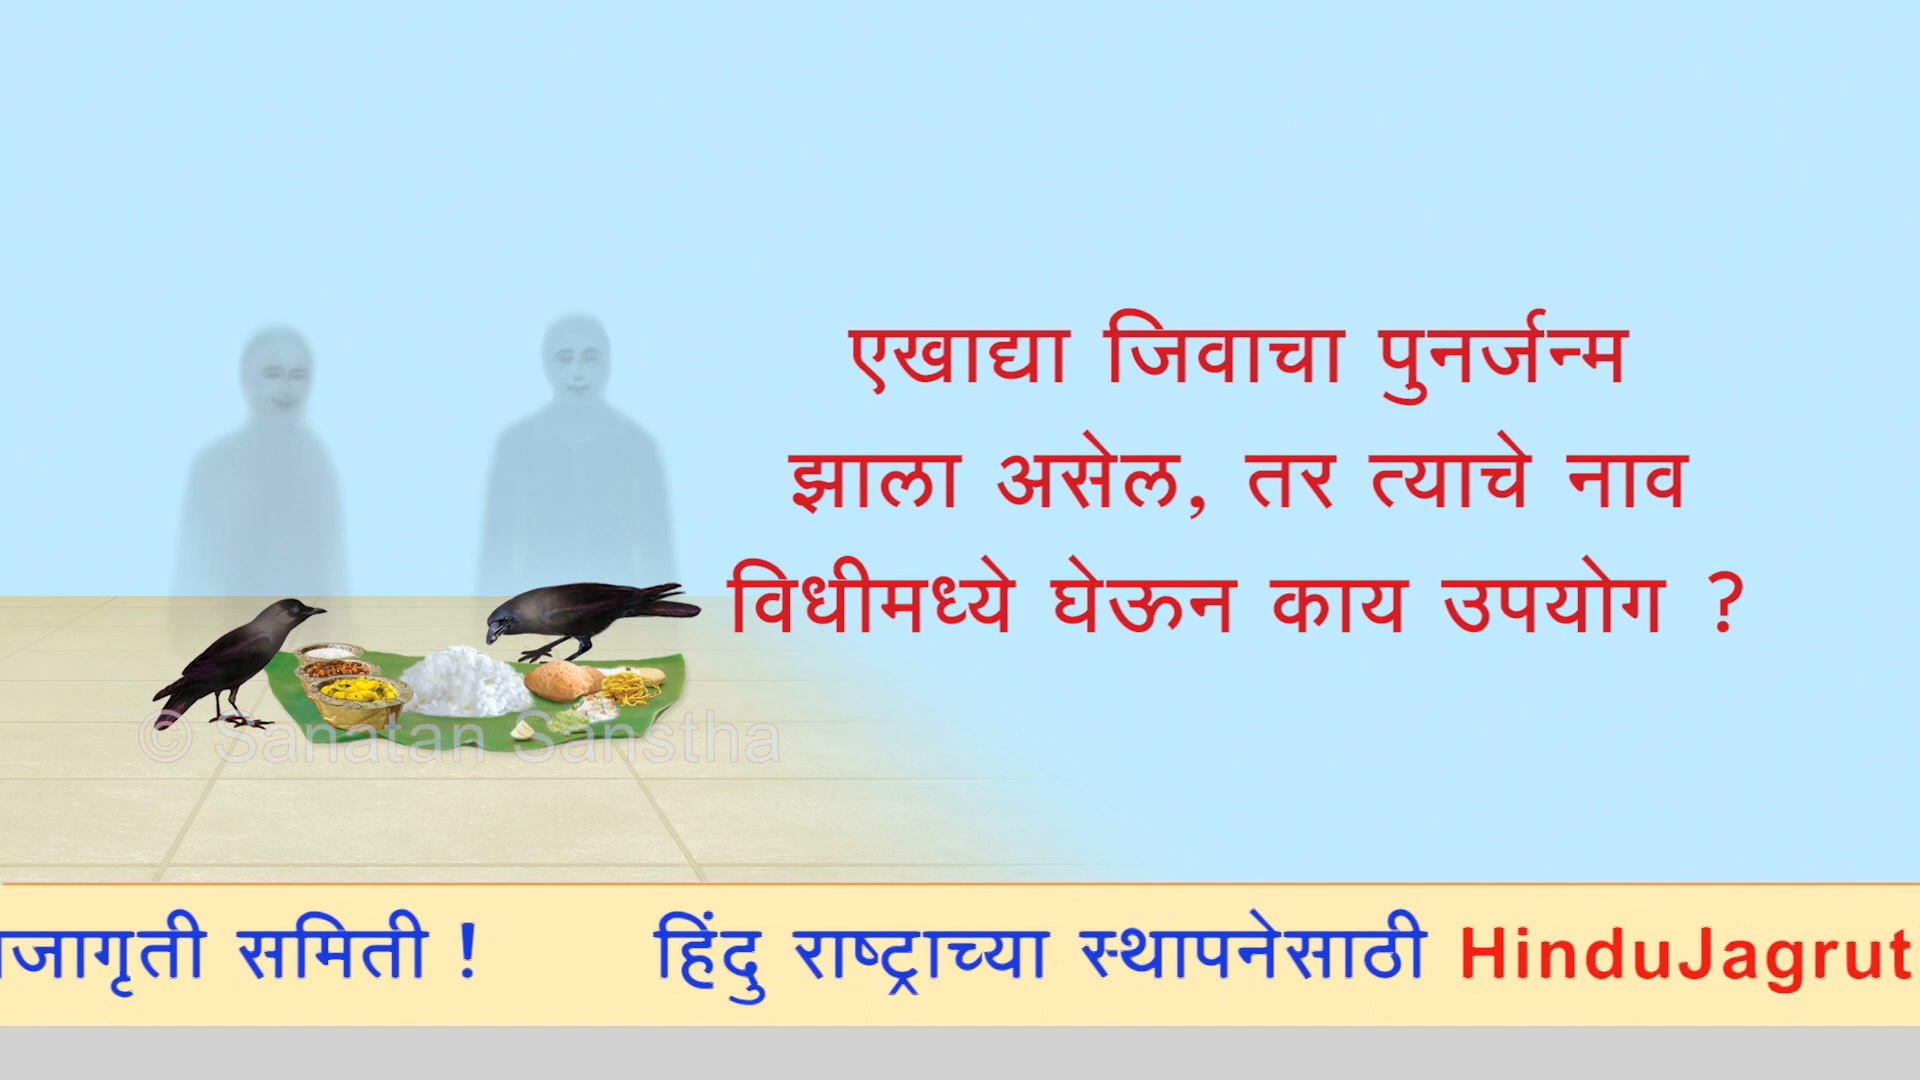 एखाद्या जिवाचा पुनर्जन्म
झाला असेल, तर त्याचे नाव
विधीमध्ये घेऊन काय उपयोग ?
© Sanatan Sanstha
जागृती समिती ! हिंदु राष्ट्राच्या स्थापनेसाठी HinduJagrut